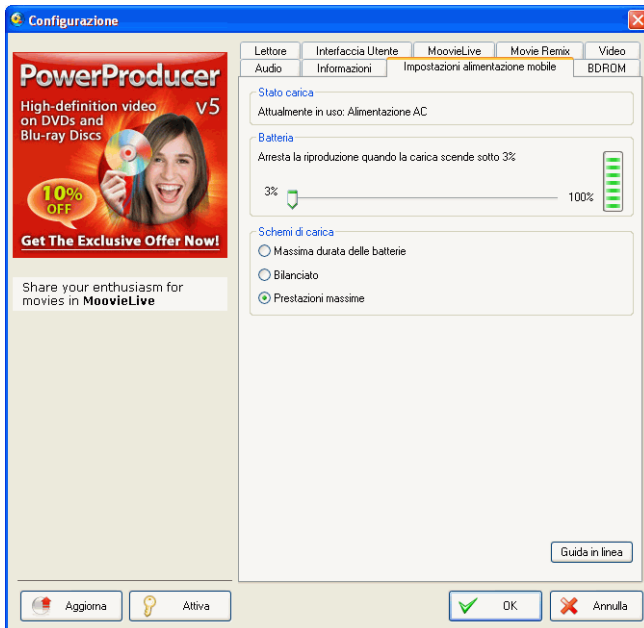 Configurazione
PowerProducer
v5
High-definition video
on DVDs and
Blu-ray Discs
10%
OFF
Get The Exclusive Offer Now!
Share your enthusiasm for
movies in MoovieLive
Lettore
Interfaccia Utente
MoovieLive
Movie Remix
Video
Audio
Informazioni
Impostazioni alimentazione mobile
BDROM
Stato carica
Attualmente in uso: Alimentazione AC
Batteria
Arresta la riproduzione quando la carica scende sotto 3%
3%
100%
Schemi di carica
Massima durata delle batterie
Bilanciato
Prestazioni massime
Guida in linea
Aggiorna
Attiva
OK
Annulla